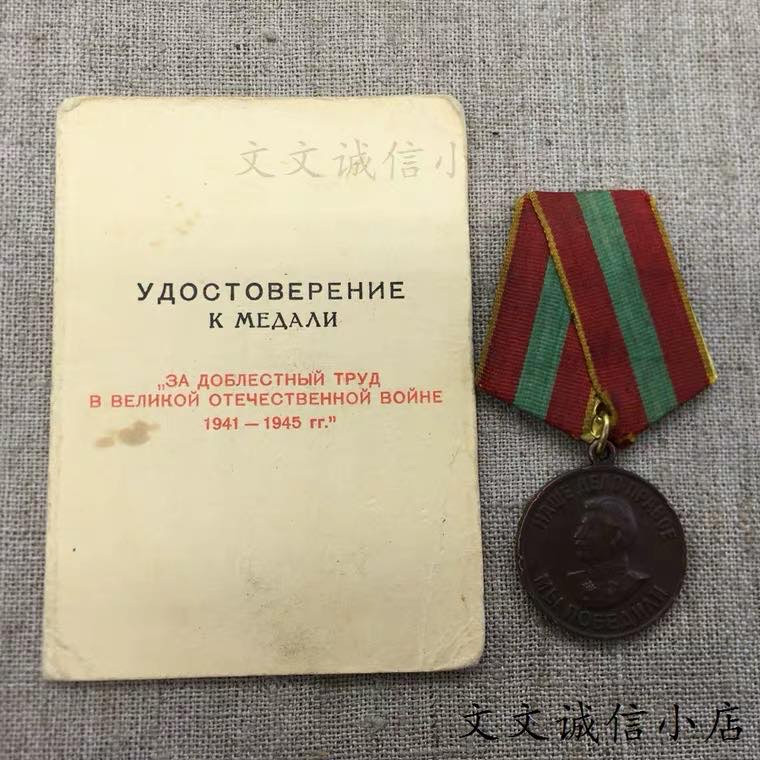 文文诚信小
УДОСТОВЕРЕНИЕ
К МЕДАЛИ
„ЗА ДОБЛЕСТНЫЙ ТРУД
В ВЕЛИКОЙ ОТЕЧЕСТВЕННОЙ ВОЙНЕ
1941 — 1945 гг.”
НАШЕ ДЕЛО ПРАВОЕ
МЫ ПОБЕДИЛИ
文文诚信小店